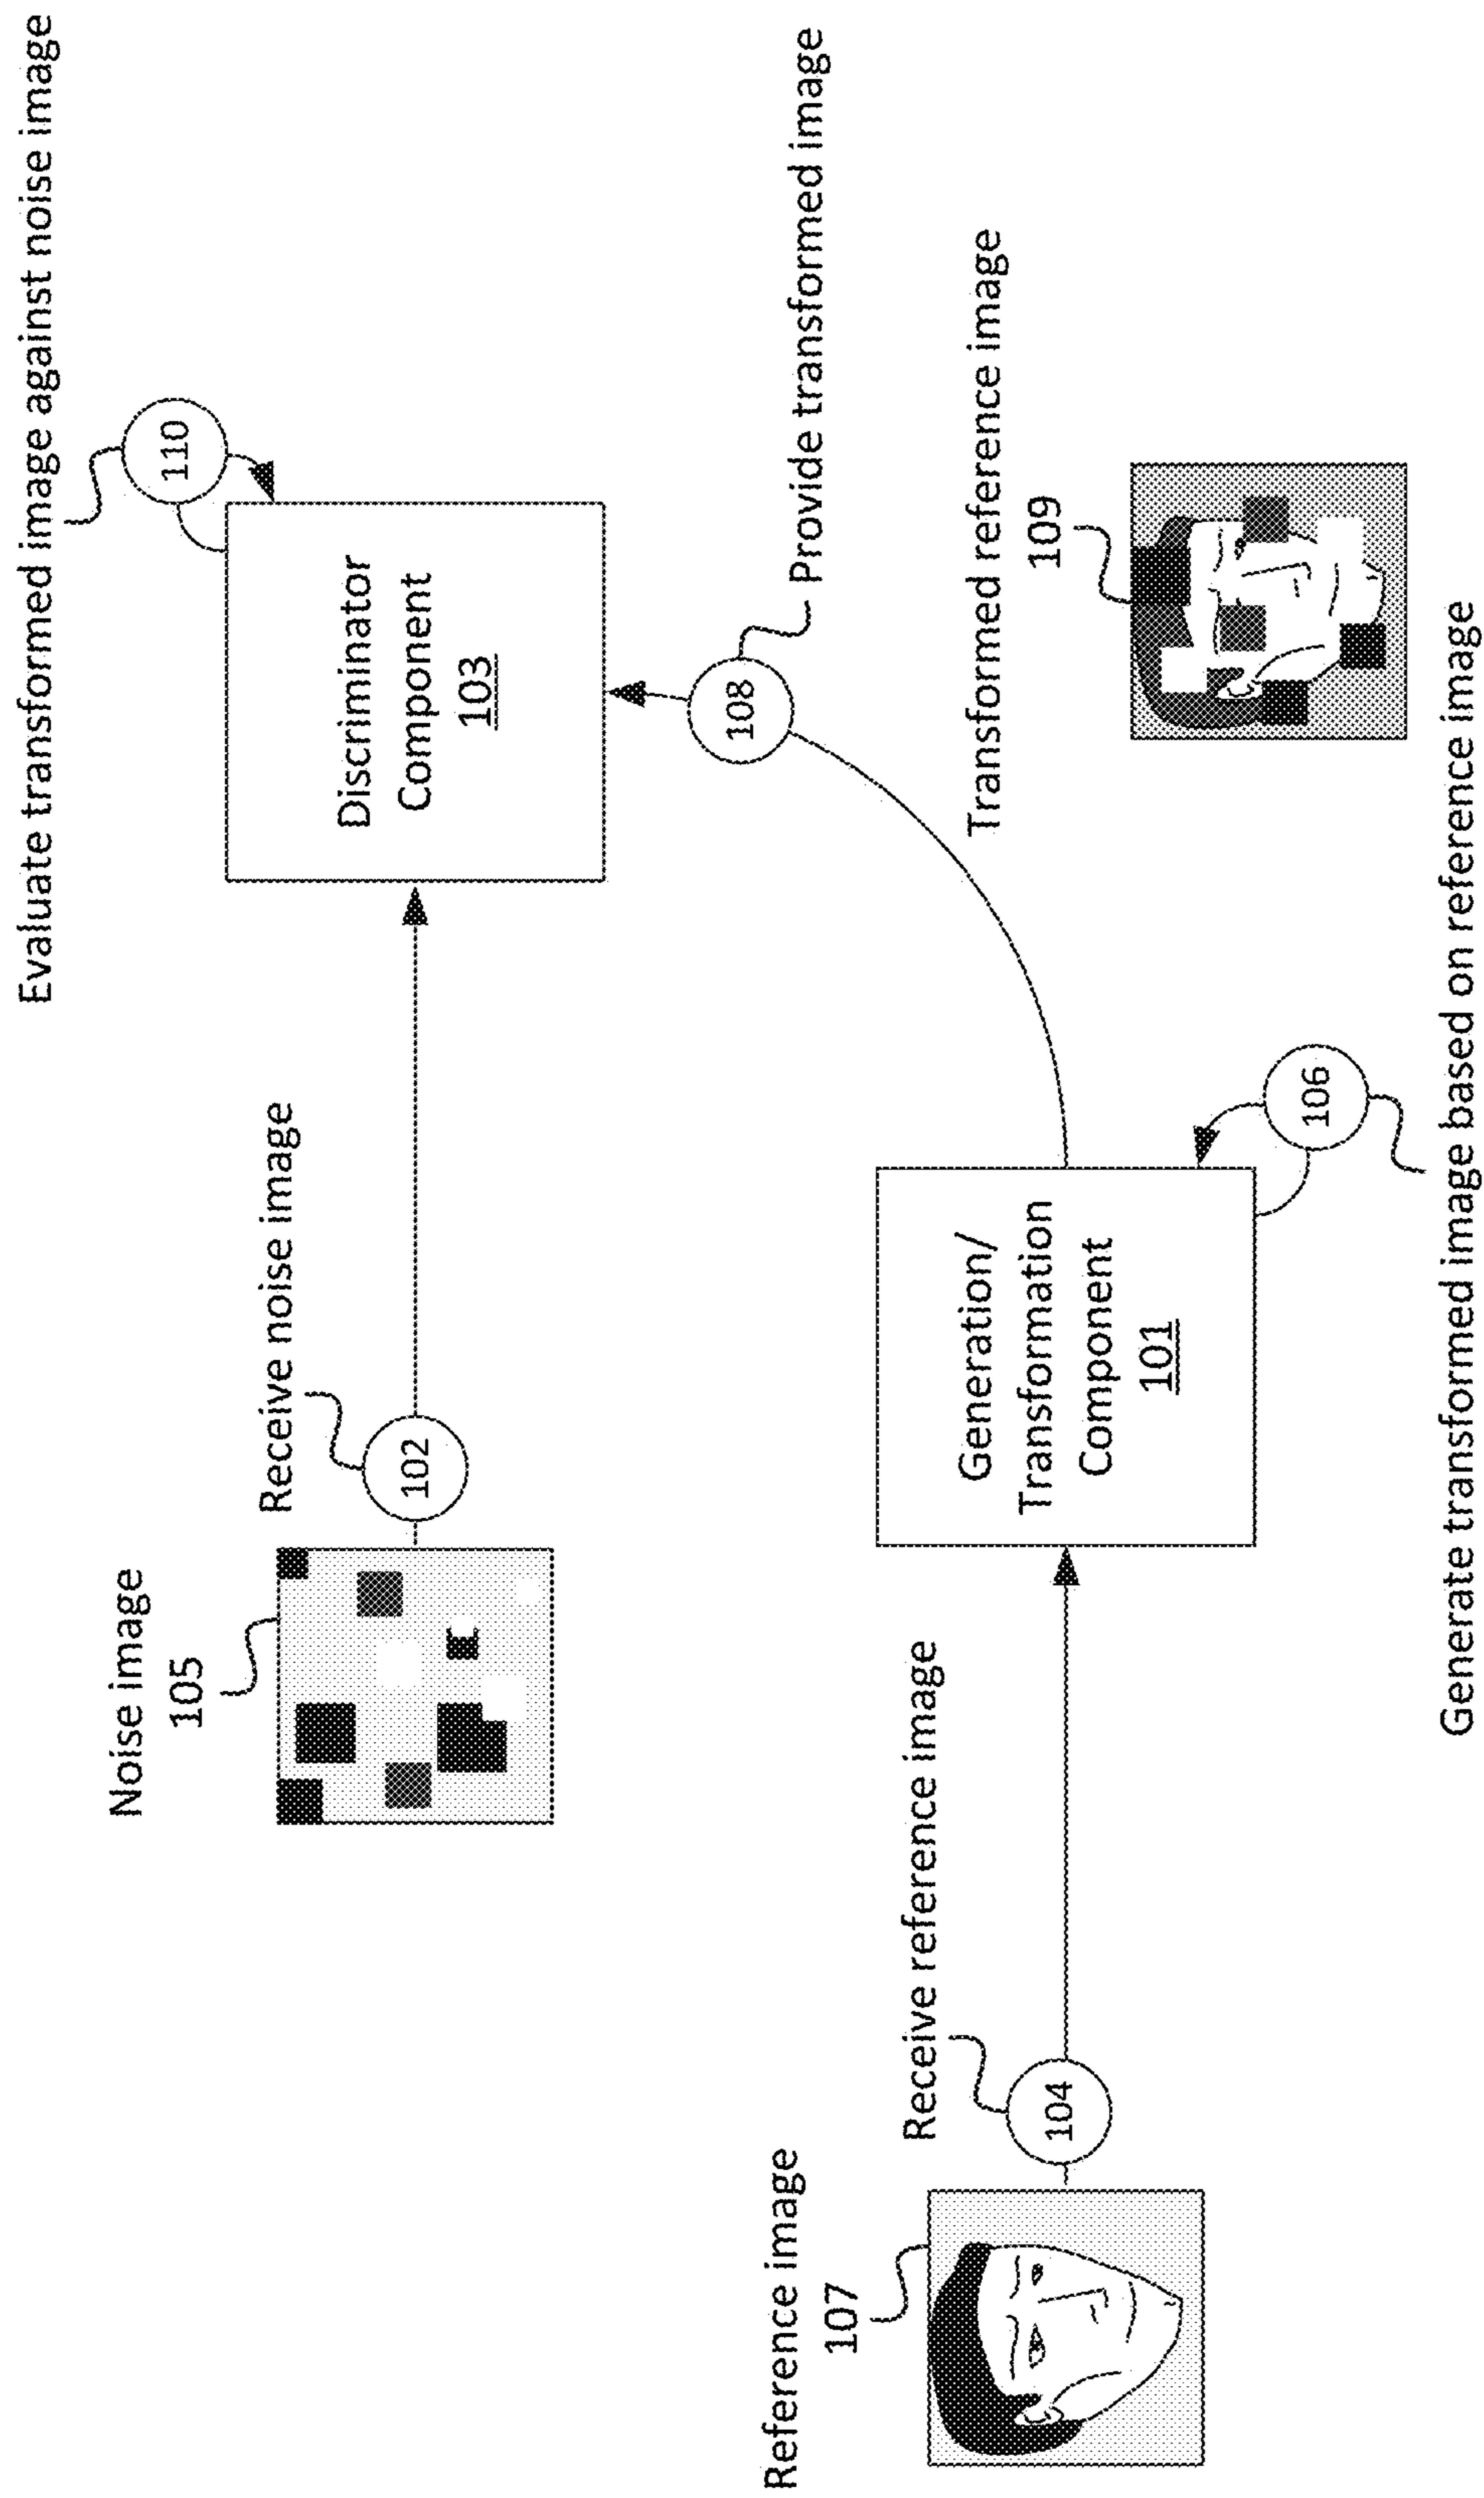 Evaluate transformed image against noise image
110
Noise image
105
Receive noise image
102
Discriminator
Component
103
108
Provide transformed image
Reference image
107
Receive reference image
104
Generation/
Transformation
Component
101
Transformed reference image
109
106
Generate transformed image based on reference image